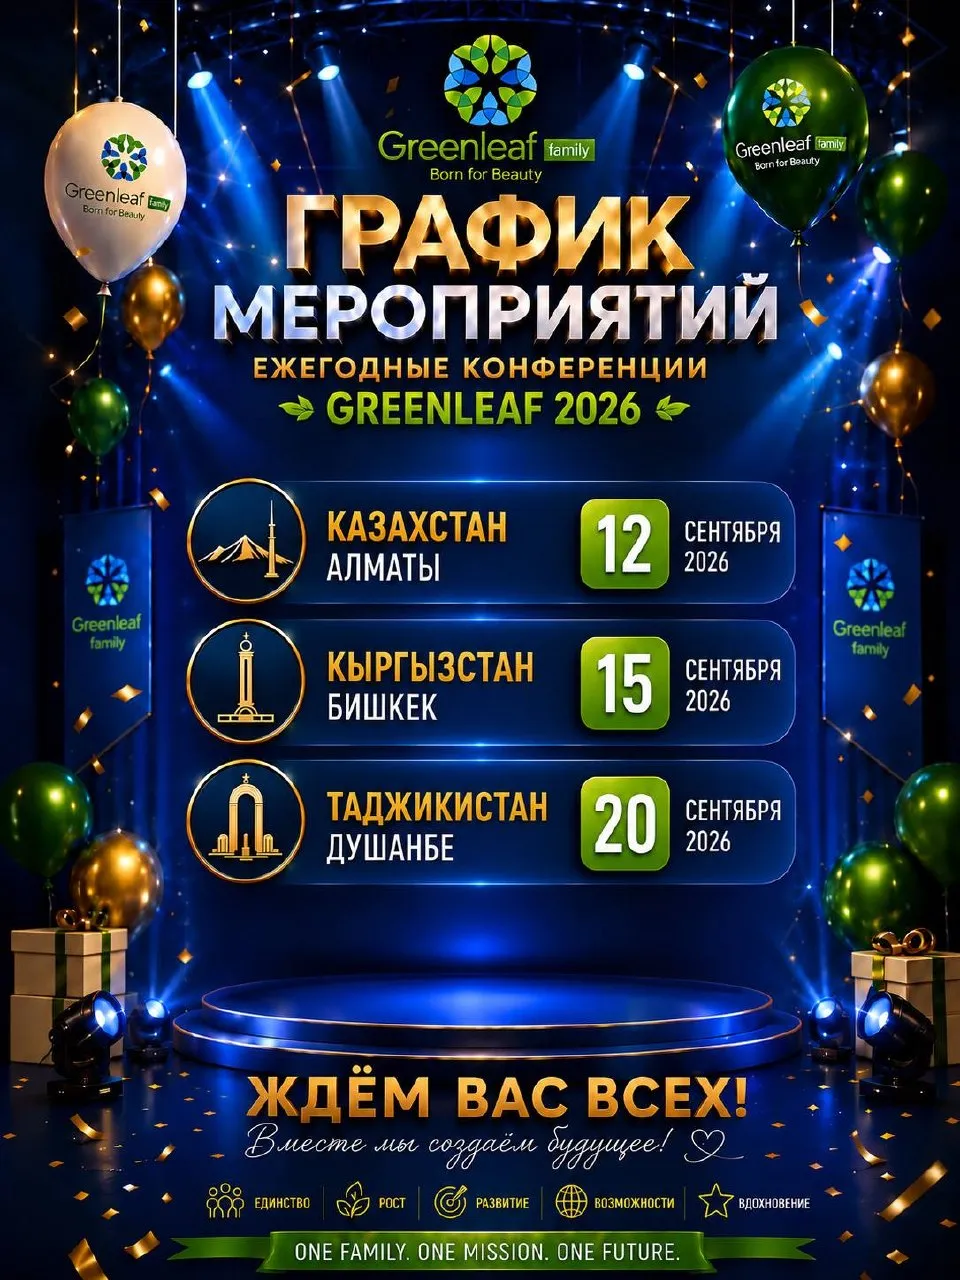 Greenleaf family
Born for Beauty
Greenleaf family
Born for Beauty
Greenleaf family
Born for Beauty
ГРАФИК
МЕРОПРИЯТИЙ
ЕЖЕГОДНЫЕ КОНФЕРЕНЦИИ
GREENLEAF 2026
КАЗАХСТАН
АЛМАТЫ
12
СЕНТЯБРЯ
2026
КЫРГЫЗСТАН
БИШКЕК
15
СЕНТЯБРЯ
2026
ТАДЖИКИСТАН
ДУШАНБЕ
20
СЕНТЯБРЯ
2026
Greenleaf
family
Greenleaf
family
ЖДЁМ ВАС ВСЕХ!
Вместе мы создаём будущее!
ЕДИНСТВО
РОСТ
РАЗВИТИЕ
ВОЗМОЖНОСТИ
ВДОХНОВЕНИЕ
ONE FAMILY. ONE MISSION. ONE FUTURE.